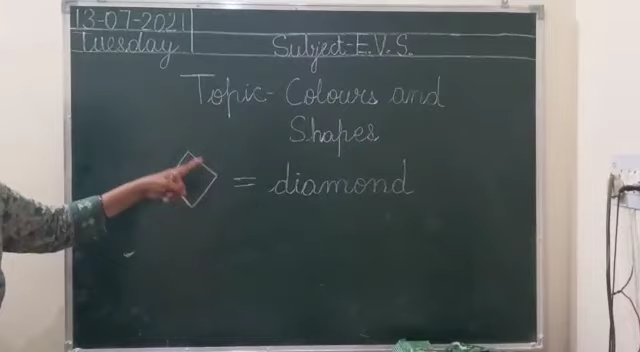 13-07-2021
Tuesday
Subject:-E.V.S.
Topic- Colours and
Shapes
= diamond